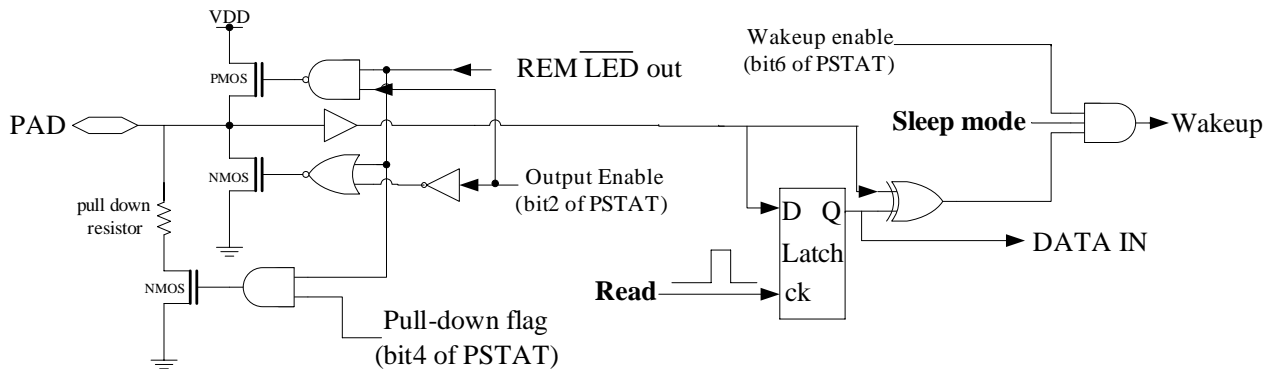 VDD
PMOS
REM LED out
Wakeup enable
(bit6 of PSTAT)
PAD
Sleep mode
Wakeup
NMOS
Output Enable
(bit2 of PSTAT)
pull down
resistor
D Q
Latch
ck
DATA IN
NMOS
Read
Pull-down flag
(bit4 of PSTAT)